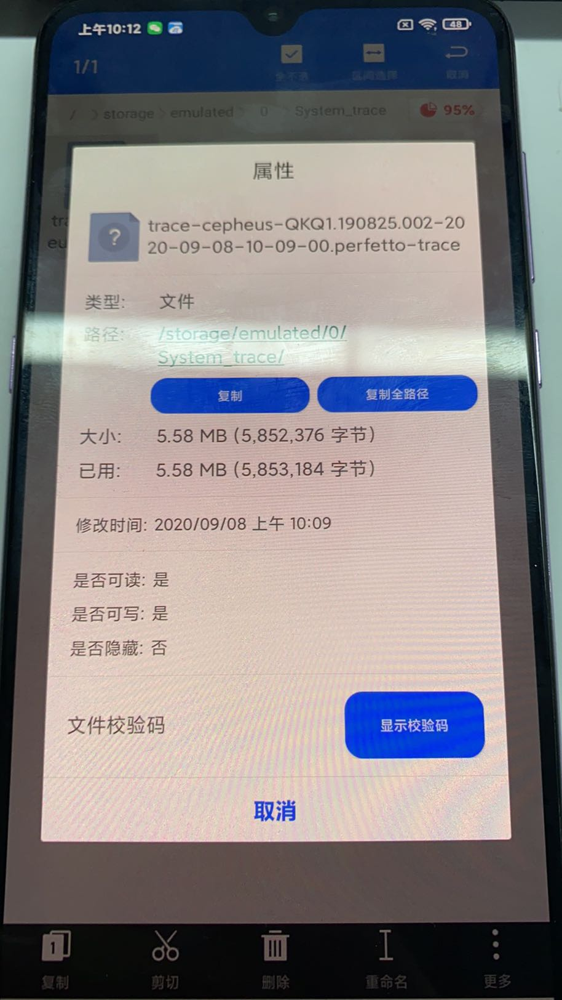 上午10:12
48
1/1
全不选
区间选择
取消
/ storage emulated 0 System_trace 95%
属性
tra
eu
?
trace-cepheus-QKQ1.190825.002-20
20-09-08-10-09-00.perfetto-trace
类型: 文件
路径: /storage/emulated/0/
System_trace/
复制 复制全路径
大小: 5.58 MB (5,852,376 字节)
已用: 5.58 MB (5,853,184 字节)
修改时间: 2020/09/08 上午 10:09
是否可读: 是
是否可写: 是
是否隐藏: 否
文件校验码 显示校验码
取消
1
复制 剪切 删除 重命名 更多